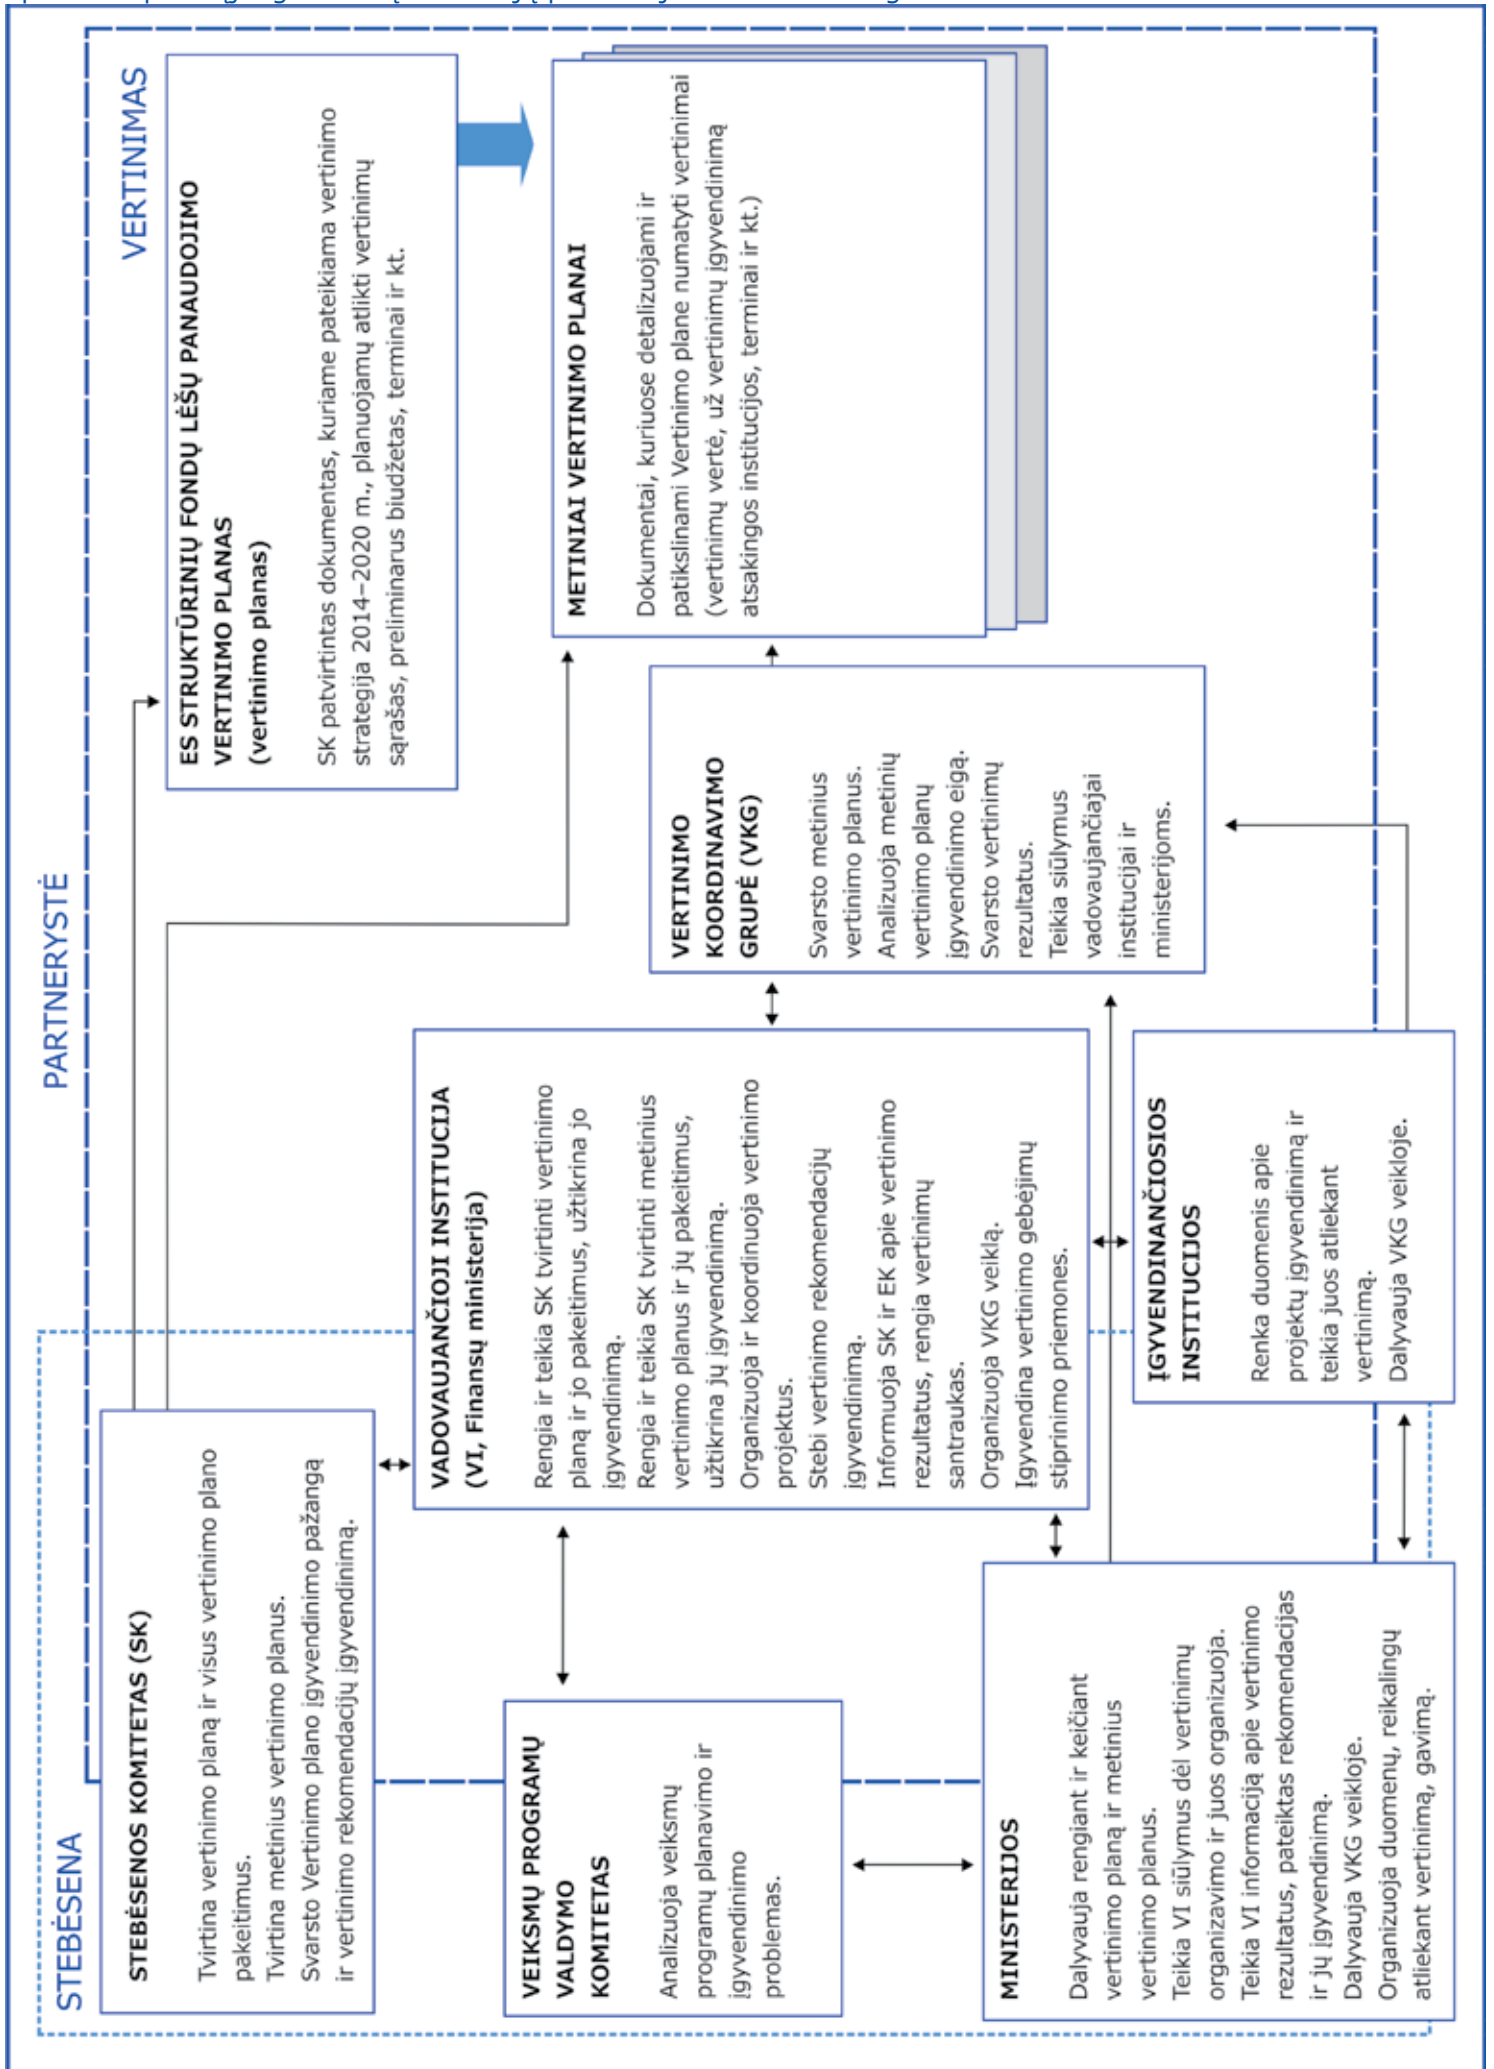 PARTNERYSTĖ
STEBĖSENA
VERTINIMAS
STEBĖSENOS KOMITETAS (SK)
Tvirtina vertinimo planą ir visus vertinimo plano
pakeitimus.
Tvirtina metinius vertinimo planus.
Svarsto Vertinimo plano įgyvendinimo pažangą
ir vertinimo rekomendacijų įgyvendinimą.
ES STRUKTŪRINIŲ FONDŲ LĖŠŲ PANAUDOJIMO
VERTINIMO PLANAS
(vertinimo planas)
SK patvirtintas dokumentas, kuriame pateikiama vertinimo
strategija 2014–2020 m., planuojamų atlikti vertinimų
sąrašas, preliminarus biudžetas, terminai ir kt.
VEIKSMŲ PROGRAMŲ
VALDYMO
KOMITETAS
Analizuoja veiksmų
programų planavimo ir
įgyvendinimo
problemas.
VADOVAUJANČIOJI INSTITUCIJA
(VI, Finansų ministerija)
Rengia ir teikia SK tvirtinti vertinimo
planą ir jo pakeitimus, užtikrina jo
įgyvendinimą.
Rengia ir teikia SK tvirtinti metinius
vertinimo planus ir jų pakeitimus,
užtikrina jų įgyvendinimą.
Organizuoja ir koordinuoja vertinimo
projektus.
Stebi vertinimo rekomendacijų
įgyvendinimą.
Informuoja SK ir EK apie vertinimo
rezultatus, rengia vertinimų
santraukas.
Organizuoja VKG veiklą.
Įgyvendina vertinimo gebėjimų
stiprinimo priemones.
METINIAI VERTINIMO PLANAI
Dokumentai, kuriuose detalizuojami ir
patikslinami Vertinimo plane numatyti vertinimai
(vertinimų vertė, už vertinimų įgyvendinimą
atsakingos institucijos, terminai ir kt.)
VERTINIMO
KOORDINAVIMO
GRUPĖ (VKG)
Svarsto metinius
vertinimo planus.
Analizuoja metinių
vertinimo planų
įgyvendinimo eigą.
Svarsto vertinimų
rezultatus.
Teikia siūlymus
vadovaujančiajai
institucijai ir
ministerijoms.
MINISTERIJOS
Dalyvauja rengiant ir keičiant
vertinimo planą ir metinius
vertinimo planus.
Teikia VI siūlymus dėl vertinimų
organizavimo ir juos organizuoja.
Teikia VI informaciją apie vertinimo
rezultatus, pateiktas rekomendacijas
ir jų įgyvendinimą.
Dalyvauja VKG veikloje.
Organizuoja duomenų, reikalingų
atliekant vertinimą, gavimą.
ĮGYVENDINANČIOSIOS
INSTITUCIJOS
Renka duomenis apie
projektų įgyvendinimą ir
teikia juos atliekant
vertinimą.
Dalyvauja VKG veikloje.